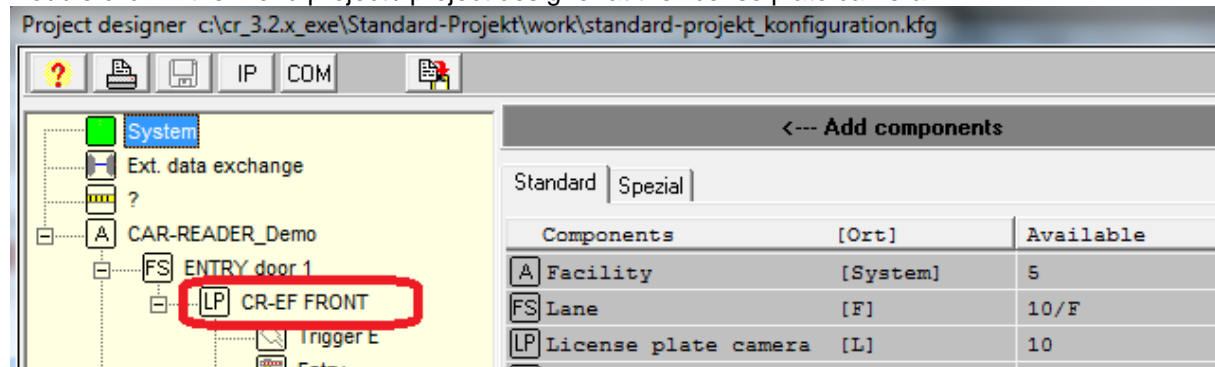 Project designer c:\cr_3.2.x_exe\Standard-Projekt\work\standard-projekt_konfiguration.kfg
? IP COM
System
Ext. data exchange
?
A CAR-READER_Demo
FS ENTRY door 1
LP CR-EF FRONT
Trigger E
Entry
<--- Add components
Standard Spezial
Components [Ort] Available
A Facility [System] 5
FS Lane [F] 10/F
LP License plate camera [L] 10